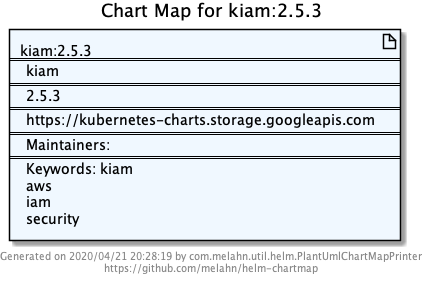 Chart Map for kiam:2.5.3
kiam:2.5.3
kiam
2.5.3
https://kubernetes-charts.storage.googleapis.com
Maintainers:
Keywords: kiam
aws
iam
security
Generated on 2020/04/21 20:28:19 by com.melahn.util.helm.PlantUmlChartMapPrinter
https://github.com/melahn/helm-chartmap